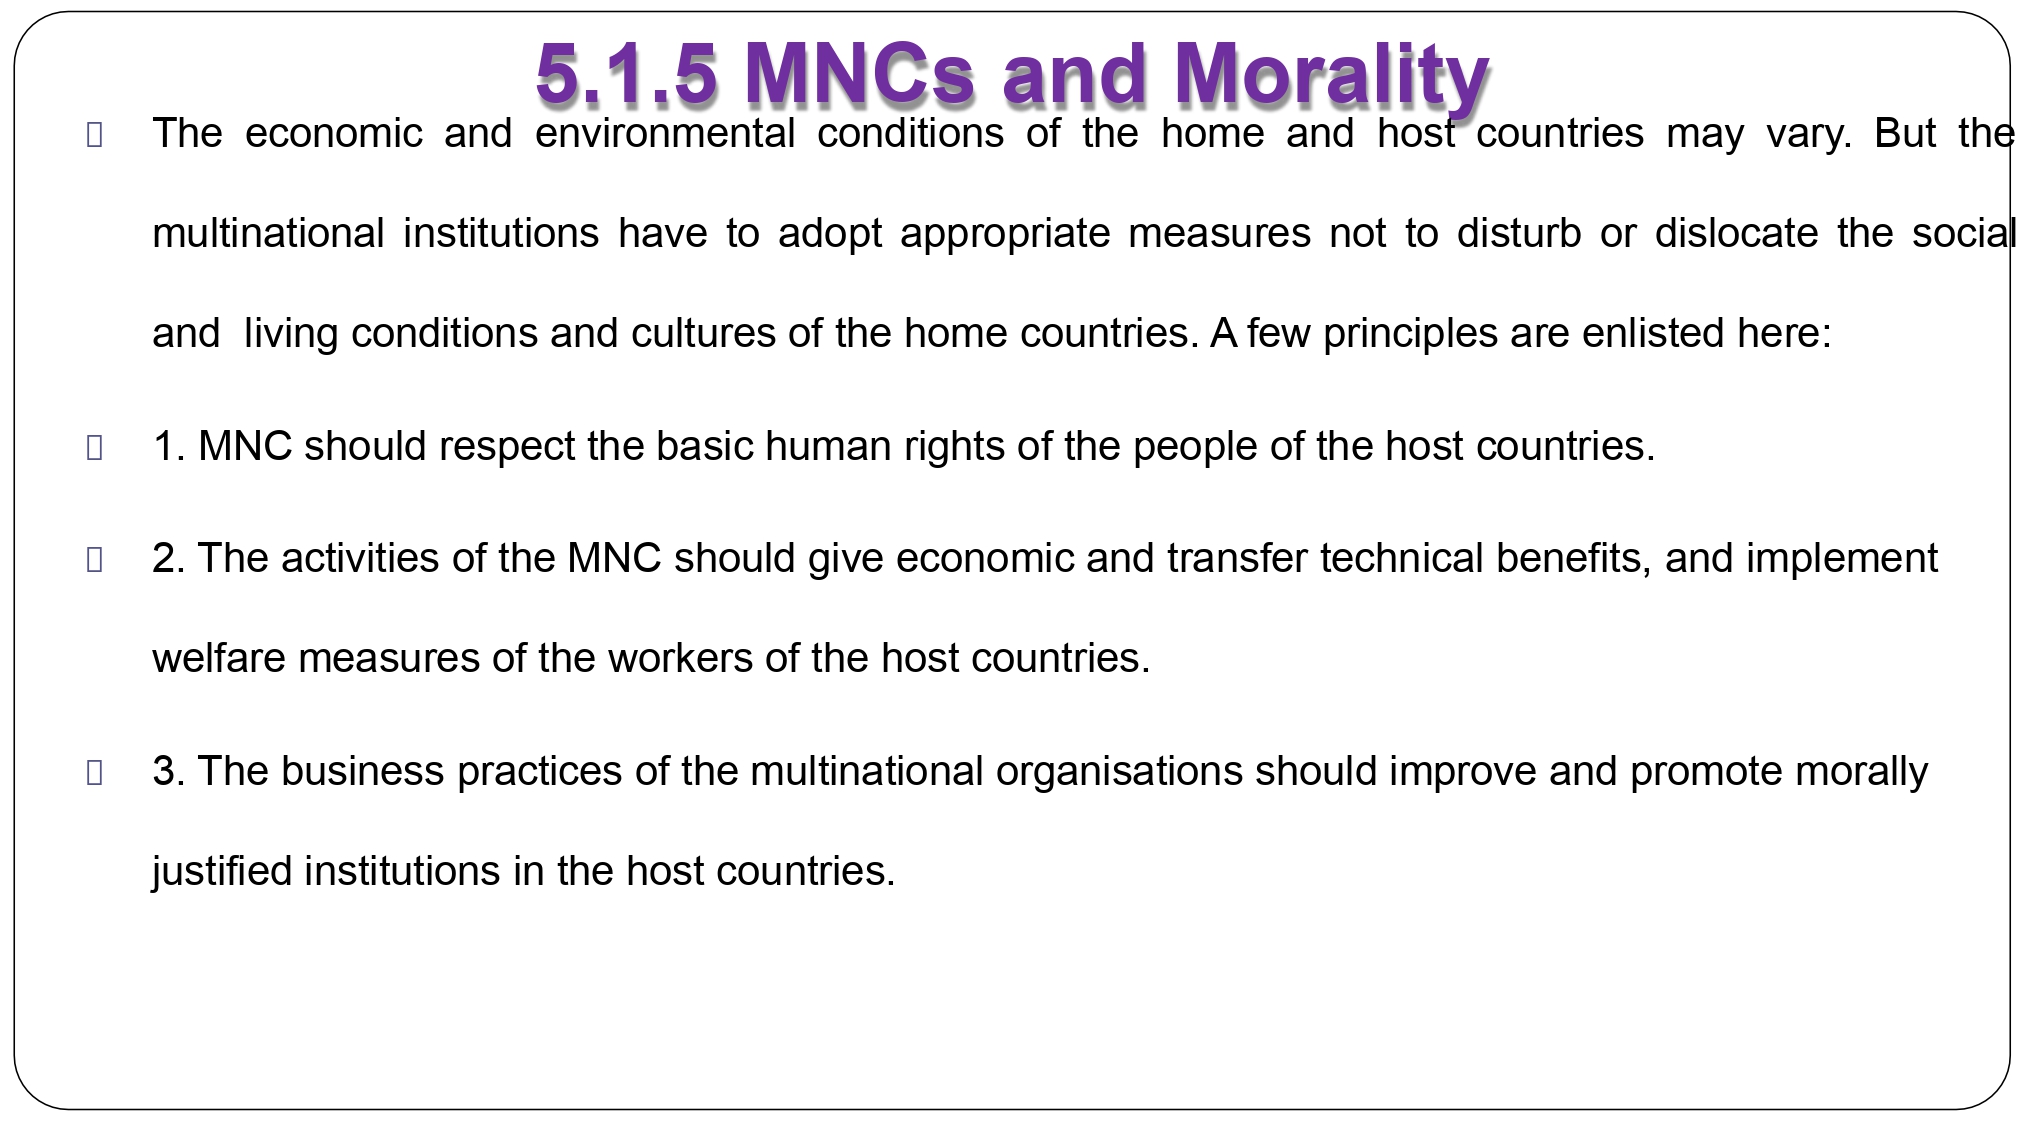 5.1.5 MNCs and Morality
The economic and environmental conditions of the home and host countries may vary. But the
multinational institutions have to adopt appropriate measures not to disturb or dislocate the social
and living conditions and cultures of the home countries. A few principles are enlisted here:
1. MNC should respect the basic human rights of the people of the host countries.
2. The activities of the MNC should give economic and transfer technical benefits, and implement
welfare measures of the workers of the host countries.
3. The business practices of the multinational organisations should improve and promote morally
justified institutions in the host countries.